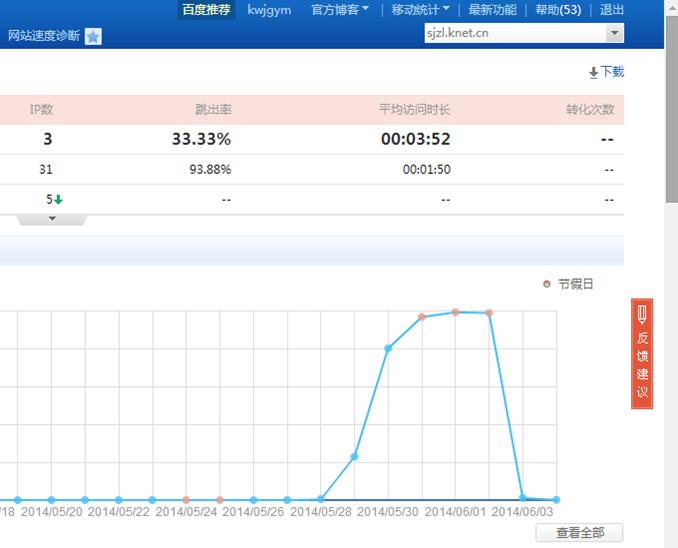 百度推荐 kwjgym 官方博客 | 移动统计 | 最新功能 | 帮助(53) | 退出
网站速度诊断 sjzl.knet.cn
下载
IP数 跳出率 平均访问时长 转化次数
3 33.33% 00:03:52 --
31 93.88% 00:01:50 --
5 -- -- --
节假日
反馈建议
/18 2014/05/20 2014/05/22 2014/05/24 2014/05/26 2014/05/28 2014/05/30 2014/06/01 2014/06/03
查看全部